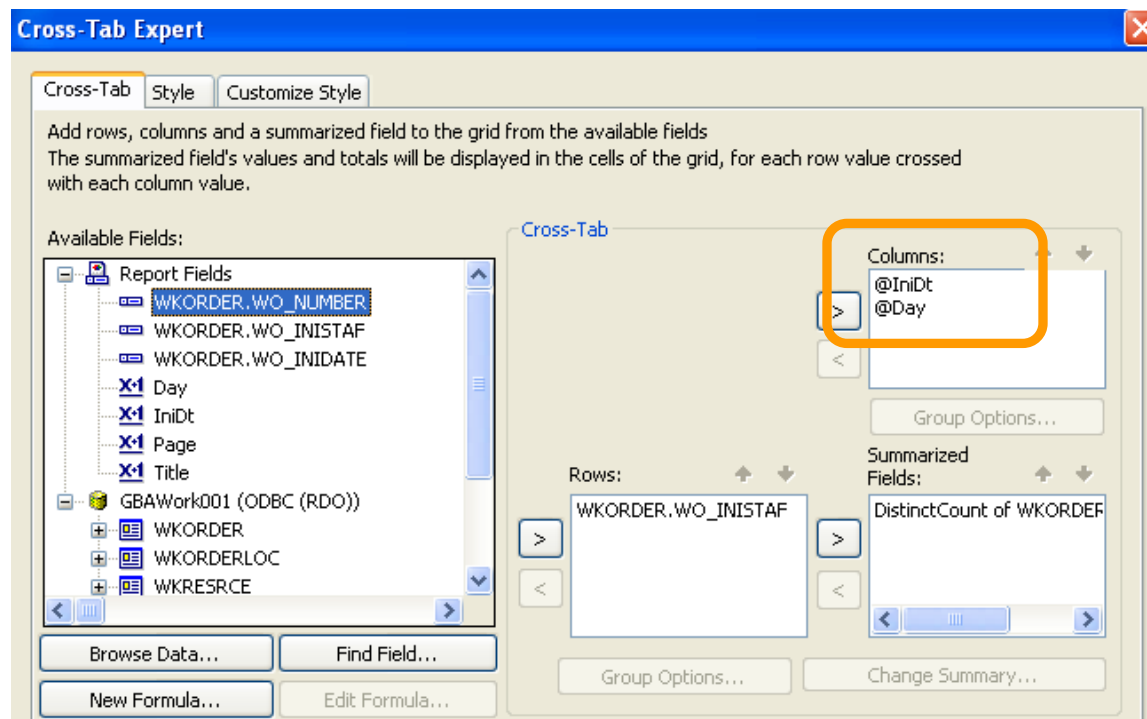 Cross-Tab Expert
Cross-Tab
Style
Customize Style
Add rows, columns and a summarized field to the grid from the available fields
The summarized field's values and totals will be displayed in the cells of the grid, for each row value crossed
with each column value.
Available Fields:
Report Fields
WKORDER.WO_NUMBER
WKORDER.WO_INISTAF
WKORDER.WO_INIDATE
X+1 Day
X+1 IniDt
X+1 Page
X+1 Title
GBAWork001 (ODBC (RDO))
WKORDER
WKORDERLOC
WKRESRCE
Browse Data...
Find Field...
New Formula...
Edit Formula...
Cross-Tab
Columns:
@IniDt
@Day
>
<
Group Options...
Rows:
WKORDER.WO_INISTAF
>
<
Group Options...
Summarized
Fields:
DistinctCount of WKORDER
>
<
Change Summary...